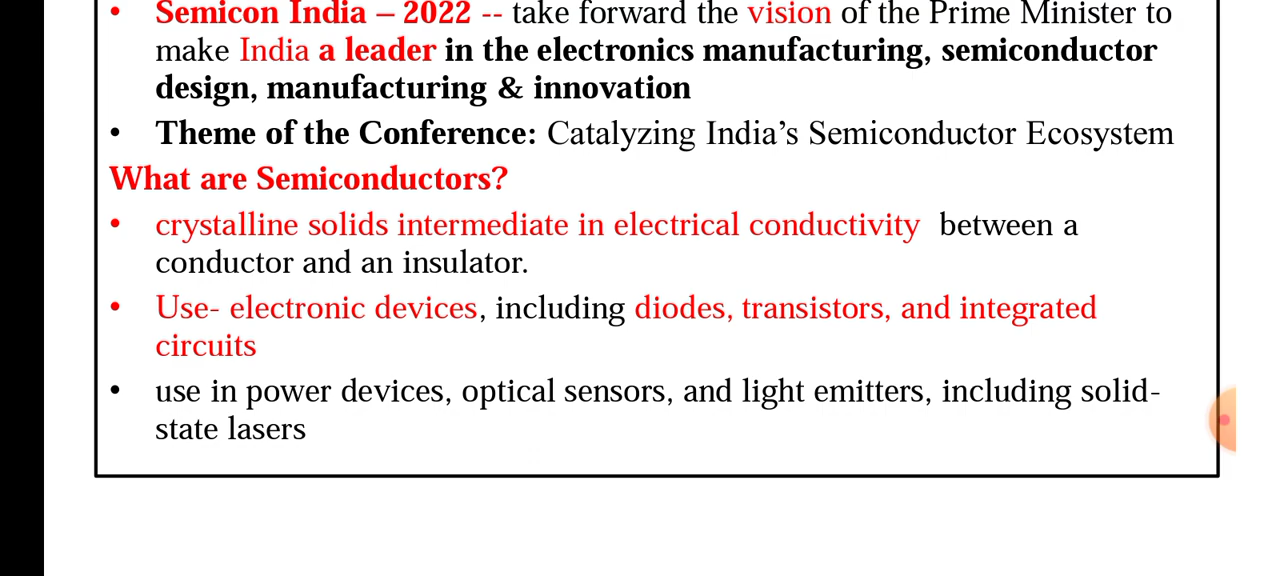 • Semicon India – 2022 -- take forward the vision of the Prime Minister to
make India a leader in the electronics manufacturing, semiconductor
design, manufacturing & innovation
• Theme of the Conference: Catalyzing India’s Semiconductor Ecosystem
What are Semiconductors?
• crystalline solids intermediate in electrical conductivity between a
conductor and an insulator.
• Use- electronic devices, including diodes, transistors, and integrated
circuits
• use in power devices, optical sensors, and light emitters, including solid-
state lasers